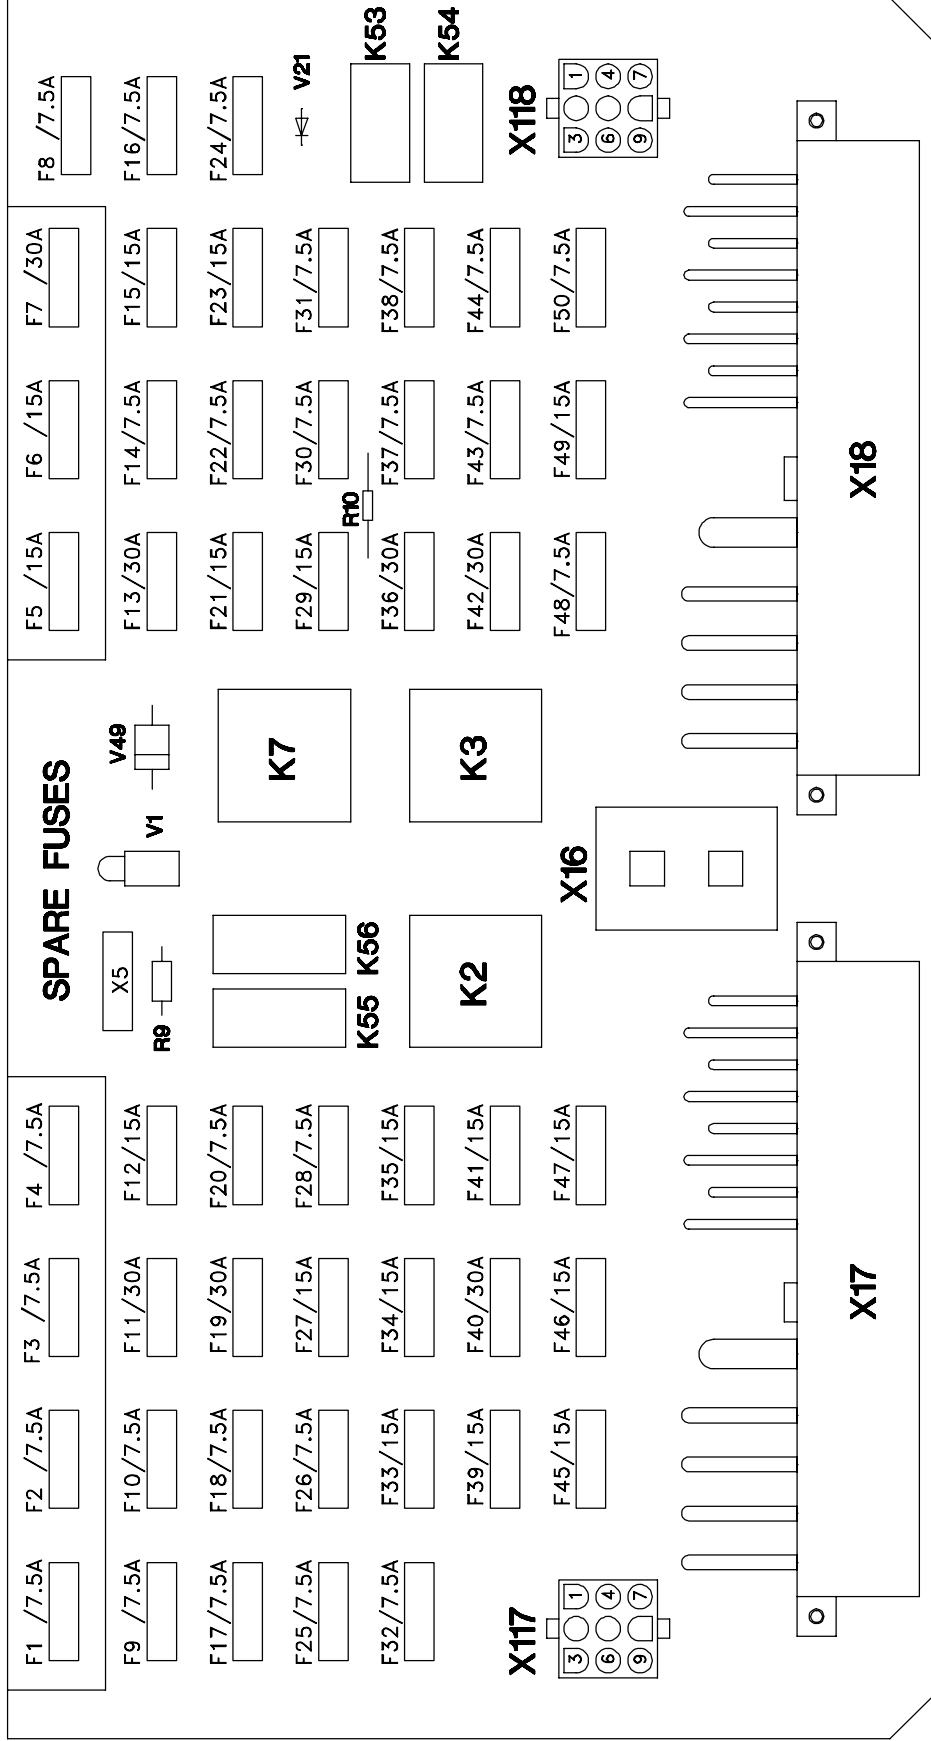 F1 /7.5A
F2 /7.5A
F3 /7.5A
F4 /7.5A
SPARE FUSES
F5 /15A
F6 /15A
F7 /30A
F8 /7.5A
F9 /7.5A
F10/7.5A
F11/30A
F12/15A
X5
R9
V1
V49
F13/30A
F14/7.5A
F15/15A
F16/7.5A
F17/7.5A
F18/7.5A
F19/30A
F20/7.5A
F21/15A
F22/7.5A
F23/15A
F24/7.5A
F25/7.5A
F26/7.5A
F27/15A
F28/7.5A
K55
K56
K7
F29/15A
F30/7.5A
F31/7.5A
V21
R10
F32/7.5A
F33/15A
F34/15A
F35/15A
F36/30A
F37/7.5A
F38/7.5A
K53
K54
F39/15A
F40/30A
F41/15A
K2
K3
F42/30A
F43/7.5A
F44/7.5A
X117
X118
F45/15A
F46/15A
F47/15A
X16
F48/7.5A
F49/15A
F50/7.5A
3 1
6 4
9 7
3 1
6 4
9 7
X17
X18